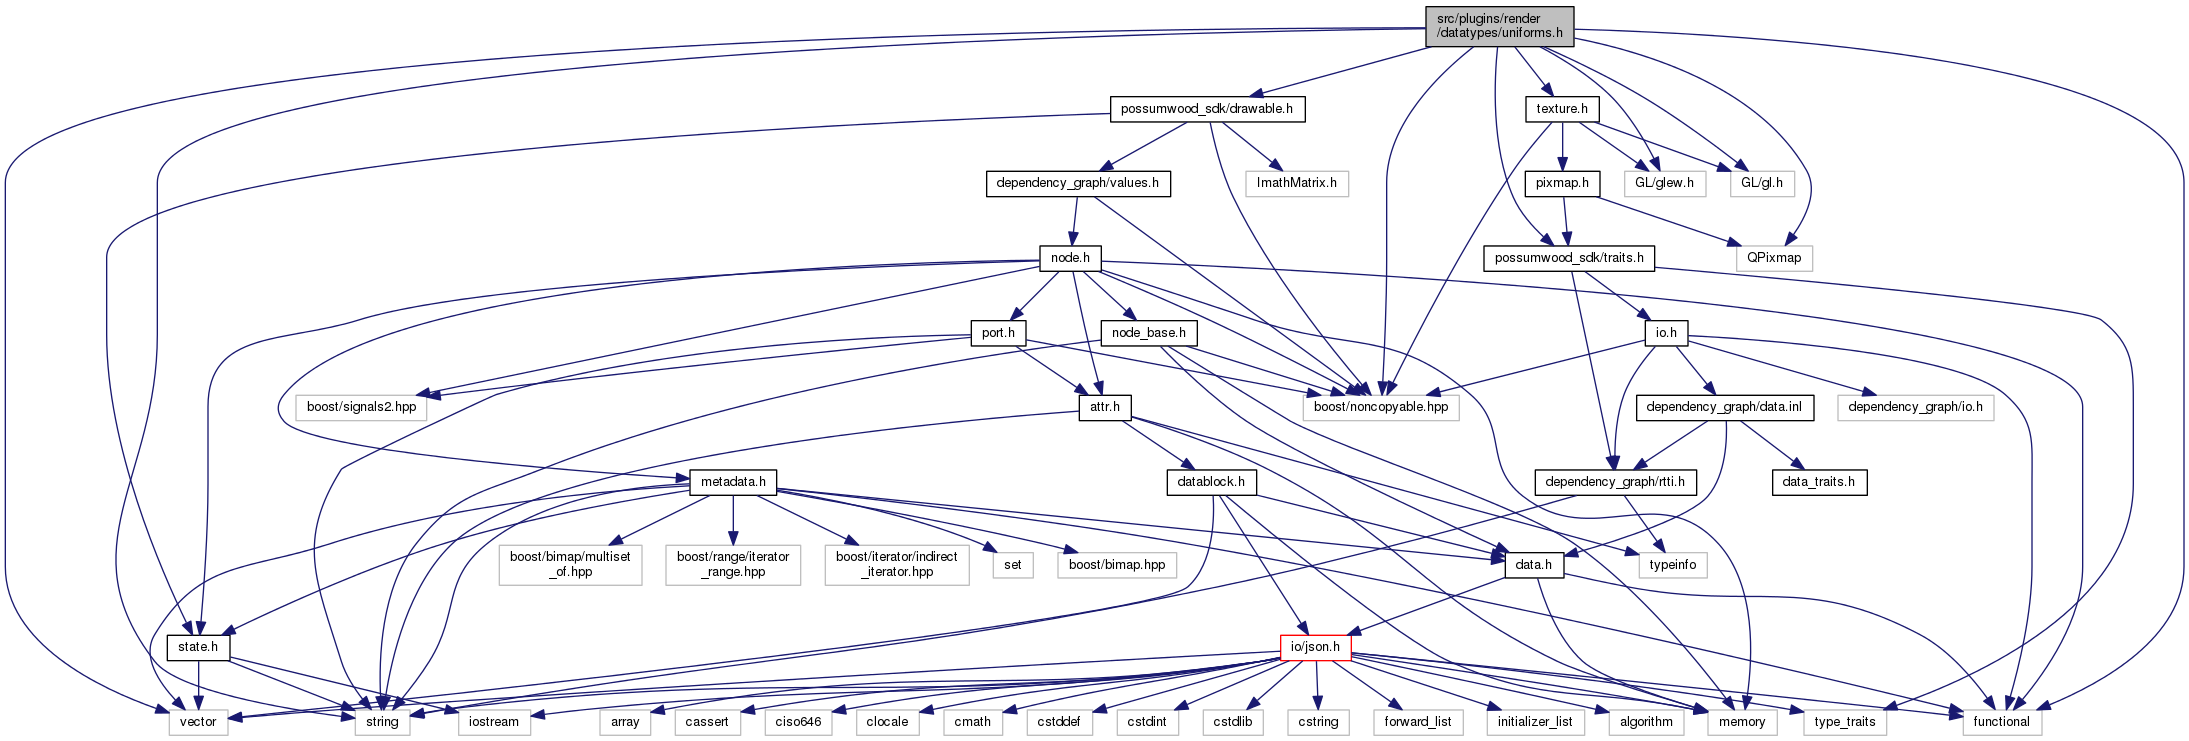 src/plugins/render
/datatypes/uniforms.h
possumwood_sdk/drawable.h
texture.h
dependency_graph/values.h
ImathMatrix.h
pixmap.h
GL/glew.h
GL/gl.h
node.h
possumwood_sdk/traits.h
QPixmap
port.h
node_base.h
io.h
boost/signals2.hpp
attr.h
boost/noncopyable.hpp
dependency_graph/data.inl
dependency_graph/io.h
metadata.h
datablock.h
dependency_graph/rtti.h
data_traits.h
boost/bimap/multiset
_of.hpp
boost/range/iterator
_range.hpp
boost/iterator/indirect
_iterator.hpp
set
boost/bimap.hpp
data.h
typeinfo
state.h
io/json.h
vector
string
iostream
array
cassert
ciso646
clocale
cmath
cstddef
cstdint
cstdlib
cstring
forward_list
initializer_list
algorithm
memory
type_traits
functional